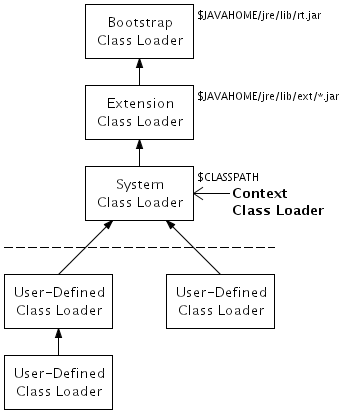 Bootstrap
Class Loader
$JAVAHOME/jre/lib/rt.jar
Extension
Class Loader
$JAVAHOME/jre/lib/ext/*.jar
System
Class Loader
$CLASSPATH
Context
Class Loader
User-Defined
Class Loader
User-Defined
Class Loader
User-Defined
Class Loader